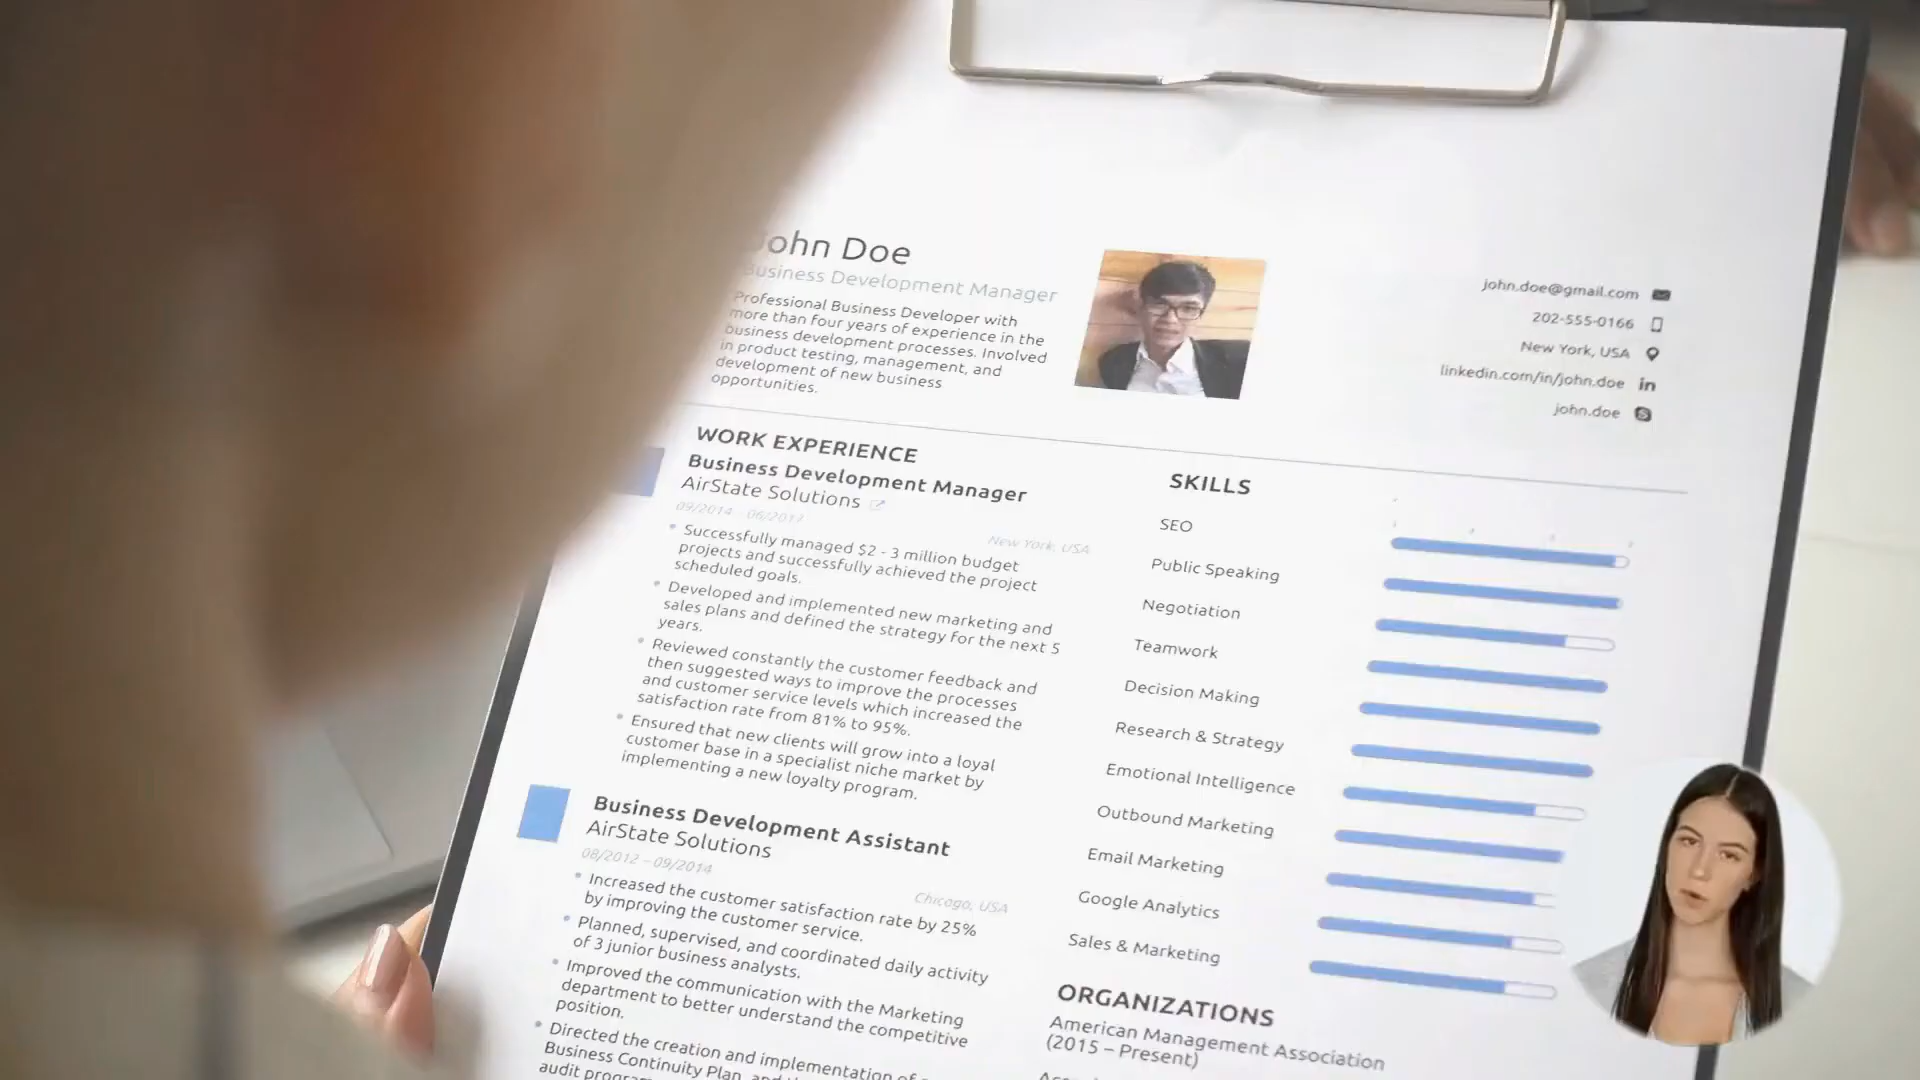 John Doe
Business Development Manager
Professional Business Developer with
more than four years of experience in the
business development processes. Involved
in product testing, management, and
development of new business
opportunities.
john.doe@gmail.com
202-555-0166
New York, USA
linkedin.com/in/john.doe
john.doe
WORK EXPERIENCE
Business Development Manager
AirState Solutions
09/2014 - 06/2017
New York, USA
Successfully managed $2 - 3 million budget
projects and successfully achieved the project
scheduled goals.
Developed and implemented new marketing and
sales plans and defined the strategy for the next 5
years.
Reviewed constantly the customer feedback and
then suggested ways to improve the processes
and customer service levels which increased the
satisfaction rate from 81% to 95%.
Ensured that new clients will grow into a loyal
customer base in a specialist niche market by
implementing a new loyalty program.
Business Development Assistant
AirState Solutions
08/2012 – 09/2014
Chicago, USA
Increased the customer satisfaction rate by 25%
by improving the customer service.
Planned, supervised, and coordinated daily activity
of 3 junior business analysts.
Improved the communication with the Marketing
department to better understand the competitive
position.
Directed the creation and implementation of
Business Continuity Plan, and
audit
SKILLS
SEO
Public Speaking
Negotiation
Teamwork
Decision Making
Research & Strategy
Emotional Intelligence
Outbound Marketing
Email Marketing
Google Analytics
Sales & Marketing
ORGANIZATIONS
American Management Association
(2015 – Present)